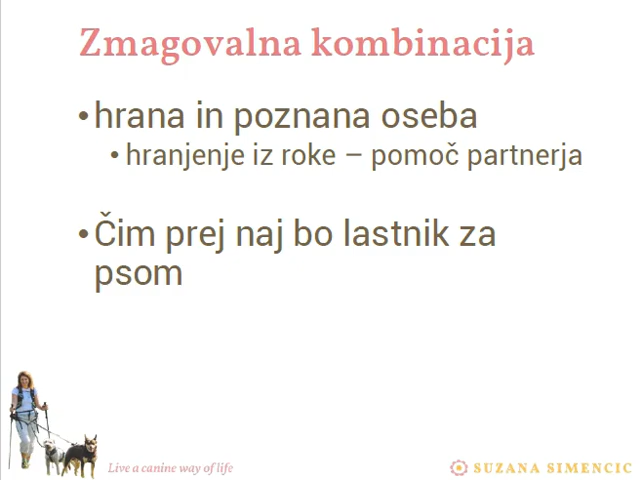 Zmagovalna kombinacija
• hrana in poznana oseba
• hranjenje iz roke – pomoč partnerja
• Čim prej naj bo lastnik za
psom
Live a canine way of life
SUZANA SIMENCIC